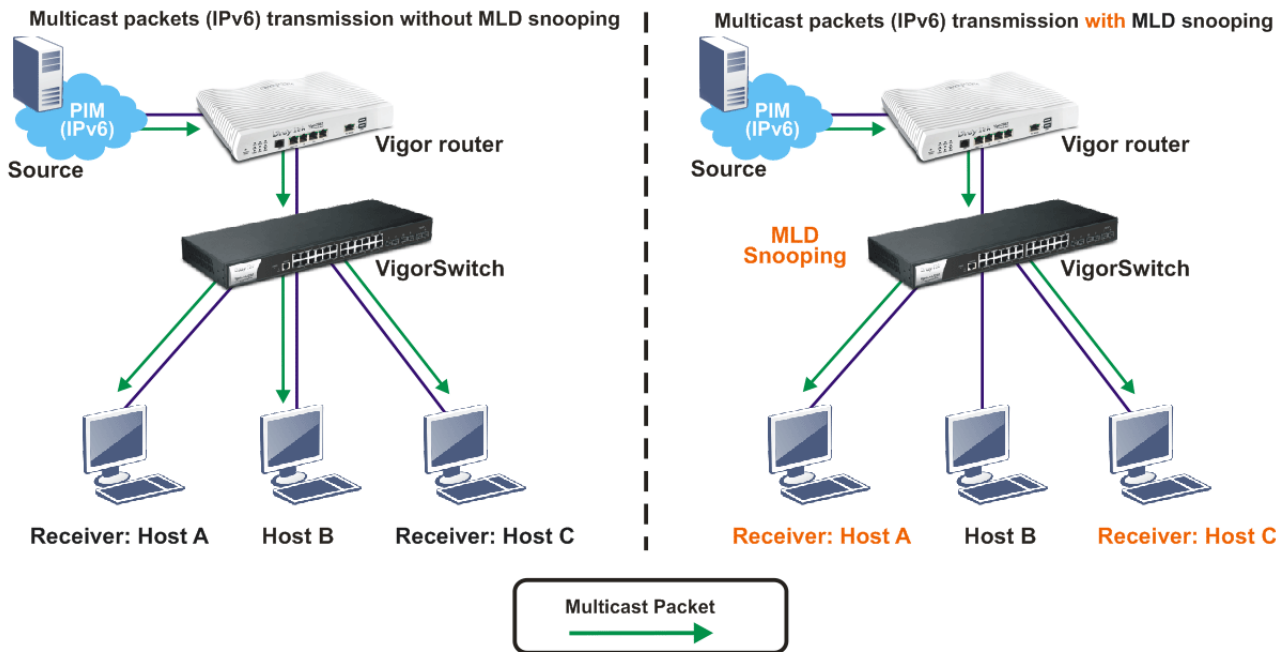 Multicast packets (IPv6) transmission without MLD snooping
PIM
(IPv6)
Source
Vigor router
VigorSwitch
Receiver: Host A
Host B
Receiver: Host C
Multicast packets (IPv6) transmission with MLD snooping
PIM
(IPv6)
Source
Vigor router
MLD
Snooping
VigorSwitch
Receiver: Host A
Host B
Receiver: Host C
Multicast Packet